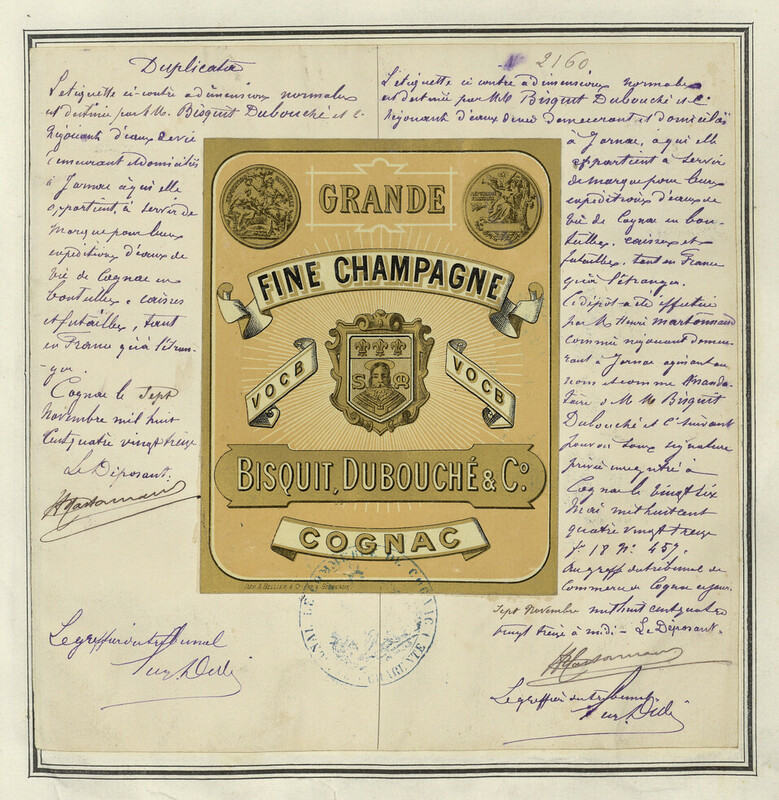 Duplicata
L'étiquette ci-contre a dimensions normales
est destinée par M.M. Bisquit Dubouché et Cie
Négociants d'eaux de vie
demeurant et domiciliés
à Jarnac à qui elle
appartient, à servir de
Marque pour leurs
expéditions d'eaux de
Vie de Cognac en
bouteilles, caisses
et futailles, tant
en France qu'à l'étran-
ger.
Cognac le Sept
Novembre mil huit
Cent quatre vingt treize
Le Déposant.
Le greffier du tribunal
N° 2160
L'étiquette ci contre a dimensions normales
est destinée par MM Bisquit Dubouché et Cie
Négociants d'eaux de vie demeurant et domiciliés
à Jarnac, à qui elle
appartient à servir
de marque pour leurs
expéditions d'eaux de
vie de Cognac en bou-
teilles, caisses et
futailles, tant en France
qu'à l'étranger.
Ce dépôt a été effectué
par M. Henri
comme négociant demeu-
rant à Jarnac agissant au
nom et comme Manda-
taire de M.M. Bisquit
Dubouché et Cie suivant
pouvoir sous signature
privée enregistré à
Cognac le vingt six
Mai mil huit cent
quatre vingt treize
f° 18 N°. 457.
Au greffe du tribunal de
Commerce de Cognac ce jour
Sept Novembre mil huit cent quatre
vingt treize à midi - Le Déposant.
Le greffier du tribunal
GRANDE
FINE CHAMPAGNE
VOCB
VOCB
S R
BISQUIT, DUBOUCHÉ & Co.
COGNAC